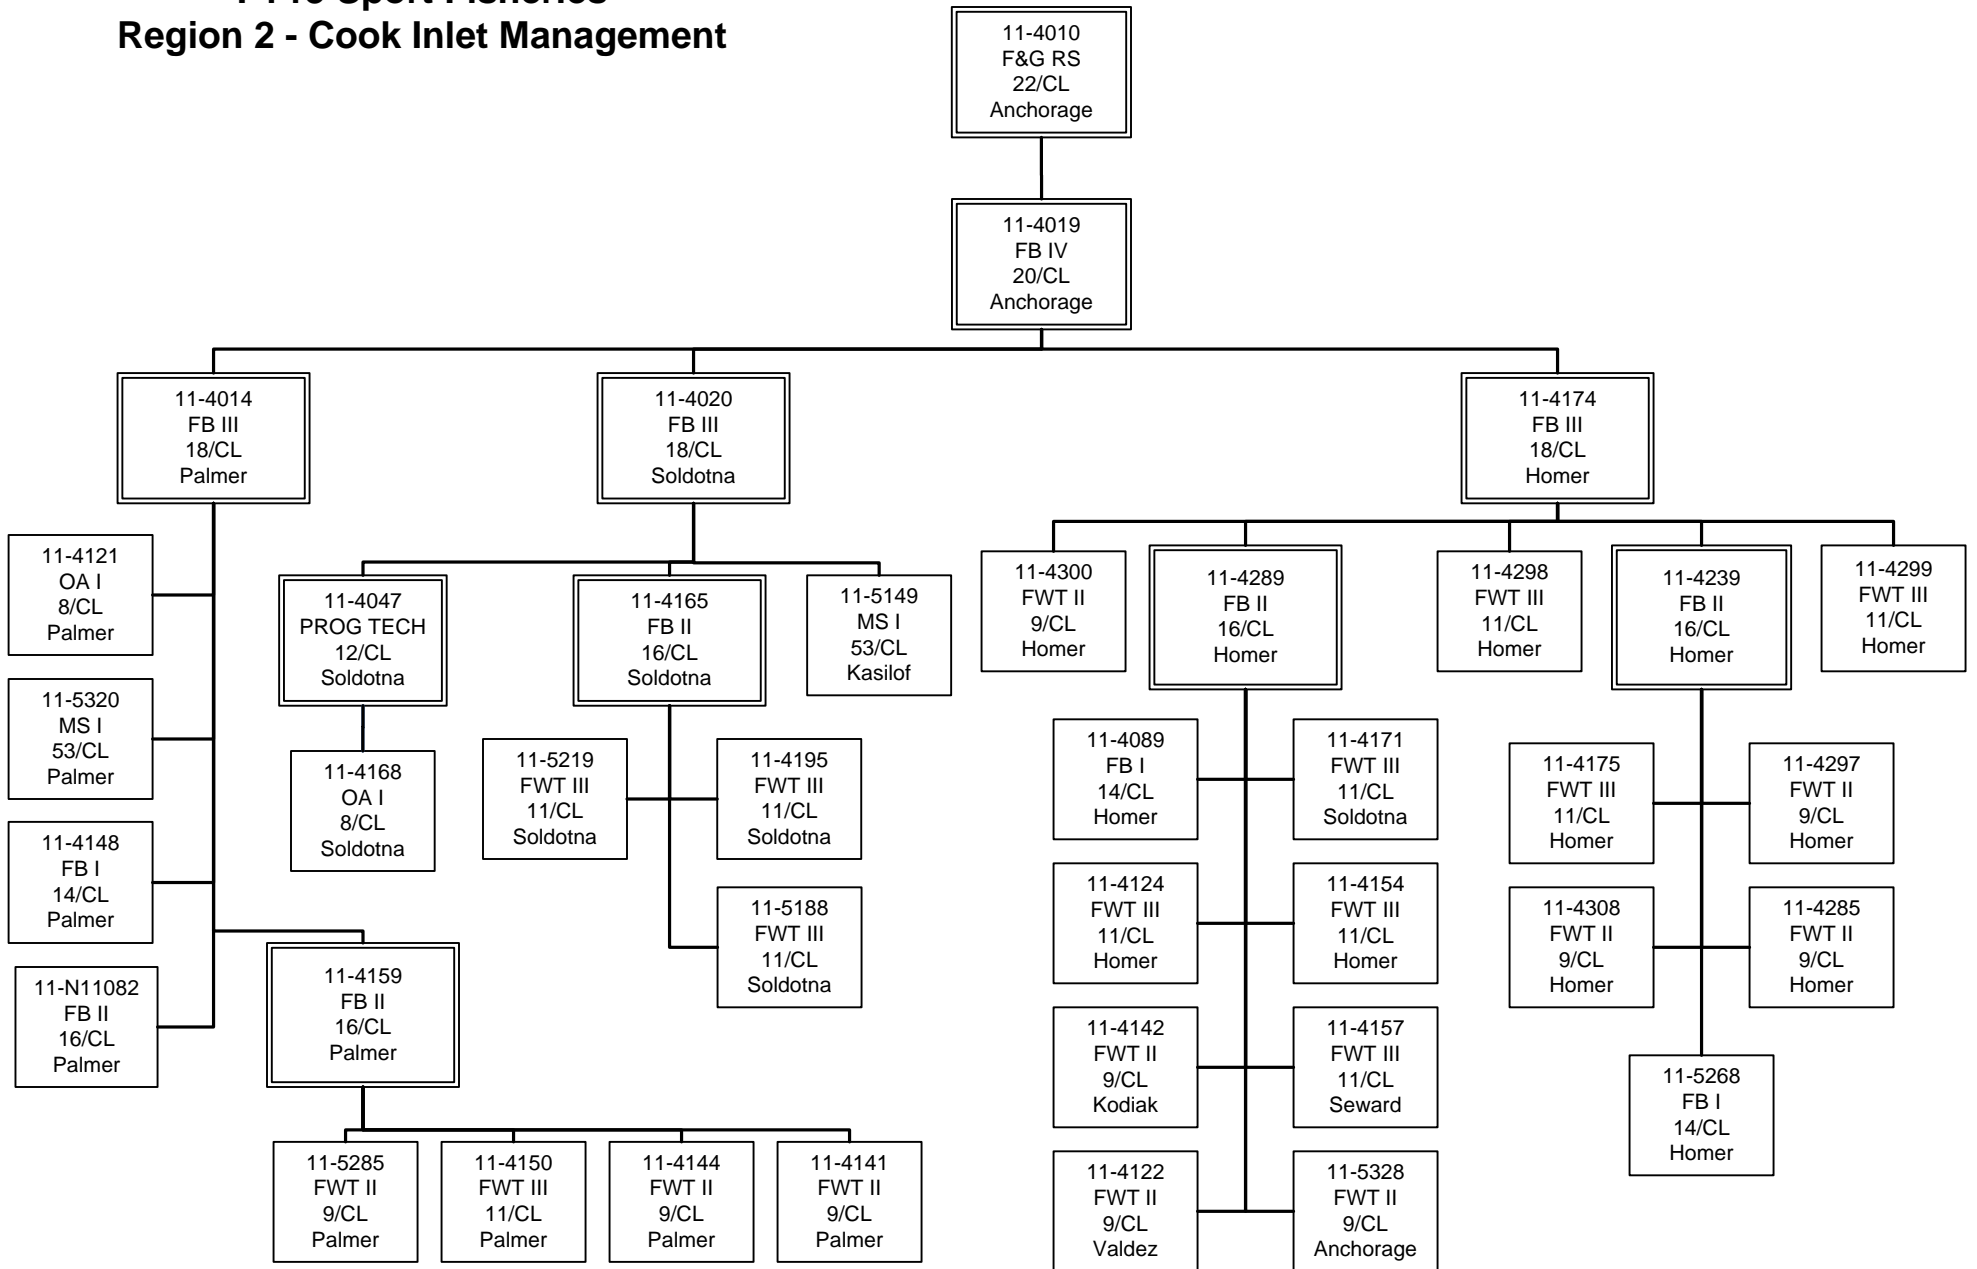 Region 2 - Cook Inlet Management
11-4010
F&G RS
22/CL
Anchorage
11-4019
FB IV
20/CL
Anchorage
11-4014
FB III
18/CL
Palmer
11-4020
FB III
18/CL
Soldotna
11-4174
FB III
18/CL
Homer
11-4121
OA I
8/CL
Palmer
11-5320
MS I
53/CL
Palmer
11-4148
FB I
14/CL
Palmer
11-N11082
FB II
16/CL
Palmer
11-4159
FB II
16/CL
Palmer
11-5285
FWT II
9/CL
Palmer
11-4150
FWT III
11/CL
Palmer
11-4144
FWT II
9/CL
Palmer
11-4141
FWT II
9/CL
Palmer
11-4047
PROG TECH
12/CL
Soldotna
11-4168
OA I
8/CL
Soldotna
11-4165
FB II
16/CL
Soldotna
11-5149
MS I
53/CL
Kasilof
11-5219
FWT III
11/CL
Soldotna
11-4195
FWT III
11/CL
Soldotna
11-5188
FWT III
11/CL
Soldotna
11-4300
FWT II
9/CL
Homer
11-4289
FB II
16/CL
Homer
11-4298
FWT III
11/CL
Homer
11-4239
FB II
16/CL
Homer
11-4299
FWT III
11/CL
Homer
11-4089
FB I
14/CL
Homer
11-4171
FWT III
11/CL
Soldotna
11-4124
FWT III
11/CL
Homer
11-4154
FWT III
11/CL
Homer
11-4142
FWT II
9/CL
Kodiak
11-4157
FWT III
11/CL
Seward
11-4122
FWT II
9/CL
Valdez
11-5328
FWT II
9/CL
Anchorage
11-4175
FWT III
11/CL
Homer
11-4297
FWT II
9/CL
Homer
11-4308
FWT II
9/CL
Homer
11-4285
FWT II
9/CL
Homer
11-5268
FB I
14/CL
Homer